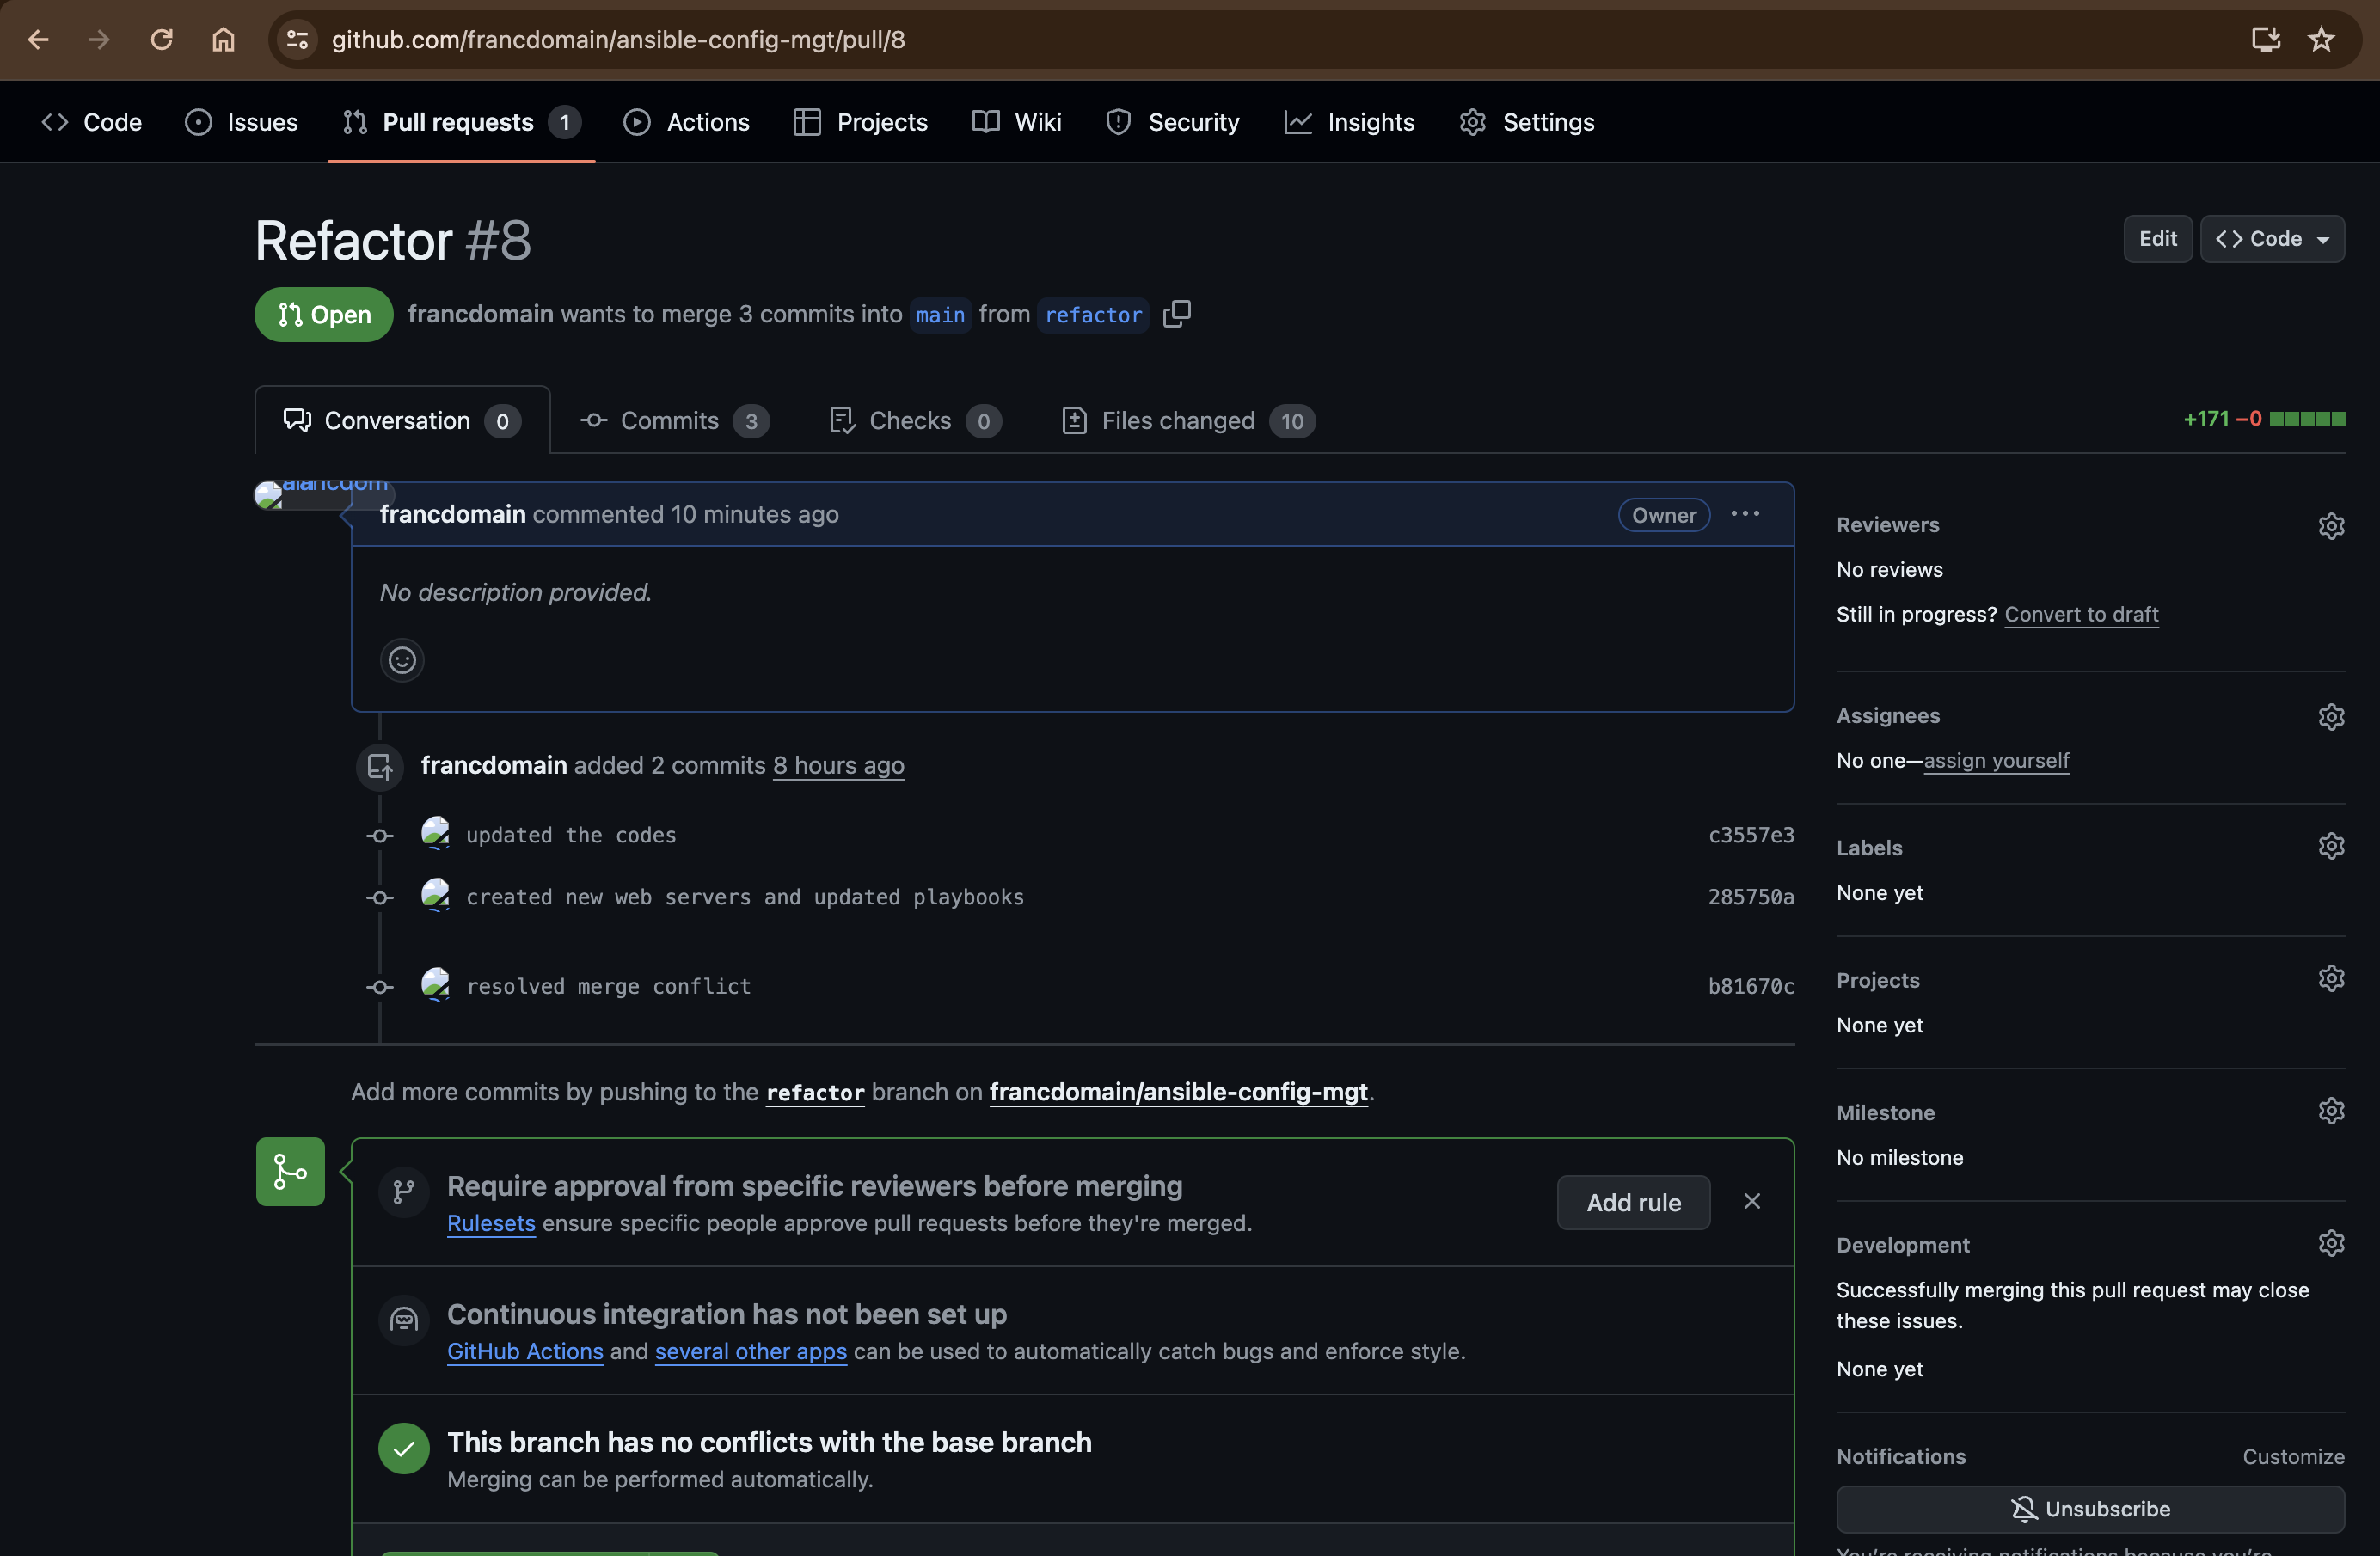 github.com/francdomain/ansible-config-mgt/pull/8
Code
Issues
Pull requests 1
Actions
Projects
Wiki
Security
Insights
Settings
Refactor #8
Edit
Code
Open
francdomain wants to merge 3 commits into main from refactor
Conversation 0
Commits 3
Checks 0
Files changed 10
+171 −0
francdomain commented 10 minutes ago
Owner
No description provided.
francdomain added 2 commits 8 hours ago
updated the codes
c3557e3
created new web servers and updated playbooks
285750a
resolved merge conflict
b81670c
Add more commits by pushing to the refactor branch on francdomain/ansible-config-mgt.
Require approval from specific reviewers before merging
Rulesets ensure specific people approve pull requests before they're merged.
Add rule
Continuous integration has not been set up
GitHub Actions and several other apps can be used to automatically catch bugs and enforce style.
This branch has no conflicts with the base branch
Merging can be performed automatically.
Reviewers
No reviews
Still in progress? Convert to draft
Assignees
No one—assign yourself
Labels
None yet
Projects
None yet
Milestone
No milestone
Development
Successfully merging this pull request may close
these issues.
None yet
Notifications
Customize
Unsubscribe
You're receiving notifications because you're